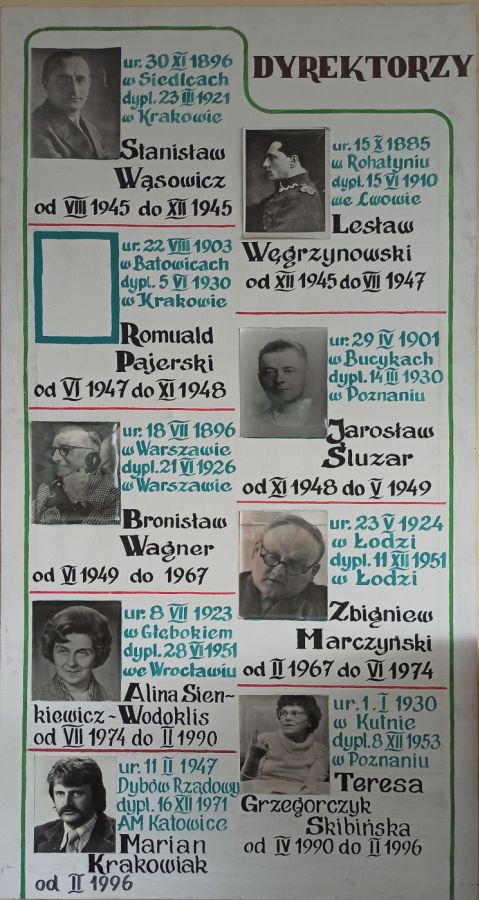 DYREKTORZY
ur. 30 XI 1896
w Siedlcach
dypl. 23 III 1921
w Krakowie
Stanisław
Wąsowicz
od VIII 1945 do XII 1945
ur. 15 X 1885
w Rohatyniu
dypl. 15 VI 1910
we Lwowie
Lesław
Węgrzynowski
od XII 1945 do VII 1947
ur. 22 VIII 1903
w Batowicach
dypl. 5 VI 1930
w Krakowie
Romuald
Pajerski
od VI 1947 do XI 1948
ur. 29 IV 1901
w Bucykach
dypl. 14 III 1930
w Poznaniu
Jarosław
Śluzar
od XI 1948 do V 1949
ur. 18 VII 1896
w Warszawie
dypl. 21 VI 1926
w Warszawie
Bronisław
Wagner
od VI 1949 do 1967
ur. 23 V 1924
w Łodzi
dypl. 11 XII 1951
w Łodzi
Zbigniew
Marczyński
od II 1967 do VI 1974
ur. 8 VII 1923
w Głębokiem
dypl. 28 VI 1951
we Wrocławiu
Alina Sien-
kiewicz-Wodoklis
od VII 1974 do II 1990
ur. 1. I 1930
w Kutnie
dypl. 8 XII 1953
w Poznaniu
Teresa
Grzegorczyk
Skibińska
od IV 1990 do II 1996
ur. 11 II 1947
Dybów Rządowy
dypl. 16 XII 1971
AM Katowice
Marian
Krakowiak
od II 1996